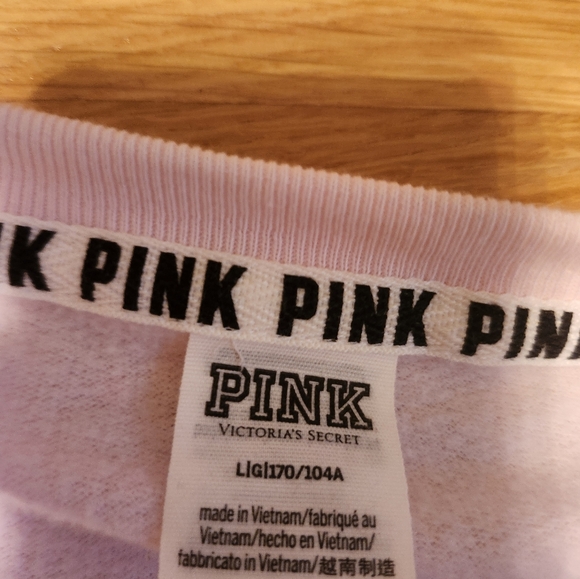 K PINK PINK PIN
PINK
VICTORIA'S SECRET
L|G|170/104A
made in Vietnam/fabriqué au
Vietnam/hecho en Vietnam/
fabbricato in Vietnam/越南制造